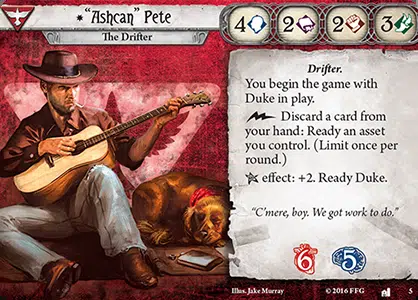 "Ashcan" Pete
The Drifter
4 2 2 3
Drifter.
You begin the game with
Duke in play.
Discard a card from
your hand: Ready an asset
you control. (Limit once per
round.)
effect: +2. Ready Duke.
"C'mere, boy. We got work to do."
6 5
Illus. Jake Murray
© 2016 FFG
5